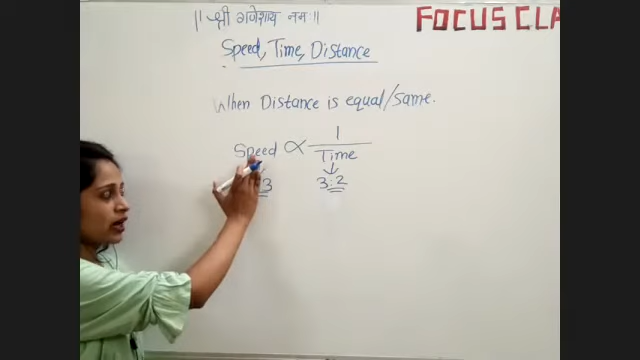 ॥ श्री गणेशाय नमः॥
FOCUS CLA
Speed, Time, Distance
When Distance is equal/same.
Speed ∝ 1/Time
3 3:2